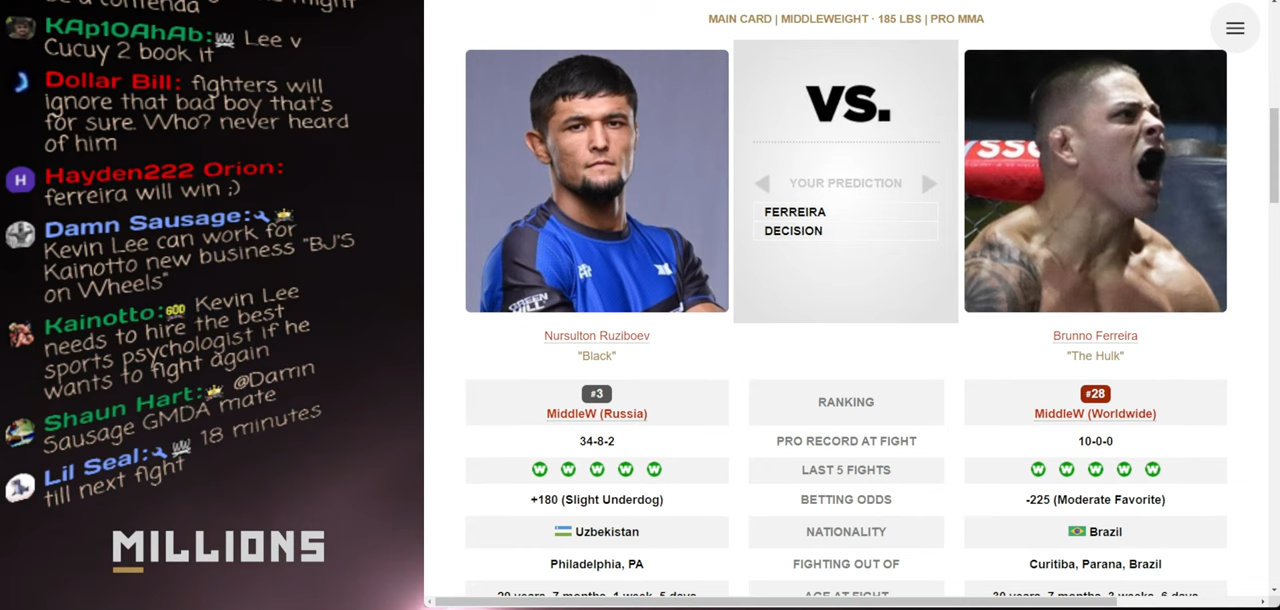 KAp10AhAb: Lee v
Cucuy 2 book it
Dollar Bill: fighters will
ignore that bad boy that's
for sure. Who? never heard
of him
H
Hayden222 Orion:
ferreira will win ;)
Damn Sausage:
Kevin Lee can work for
Kainotto new business "BJ'S
on Wheels"
Kainotto: 600 Kevin Lee
needs to hire the best
sports psychologist if he
wants to fight again
Shaun Hart: @Damn
Sausage GMDA mate
Lil Seal: 18 minutes
till next fight
MILLIONS
MAIN CARD | MIDDLEWEIGHT · 185 LBS | PRO MMA
VS.
YOUR PREDICTION
FERREIRA
DECISION
GREEN HILL
Nursulton Ruziboev
"Black"
Brunno Ferreira
"The Hulk"
#3
MiddleW (Russia)
RANKING
#28
MiddleW (Worldwide)
34-8-2
PRO RECORD AT FIGHT
10-0-0
W W W W W
LAST 5 FIGHTS
W W W W W
+180 (Slight Underdog)
BETTING ODDS
-225 (Moderate Favorite)
Uzbekistan
NATIONALITY
Brazil
Philadelphia, PA
FIGHTING OUT OF
Curitiba, Parana, Brazil